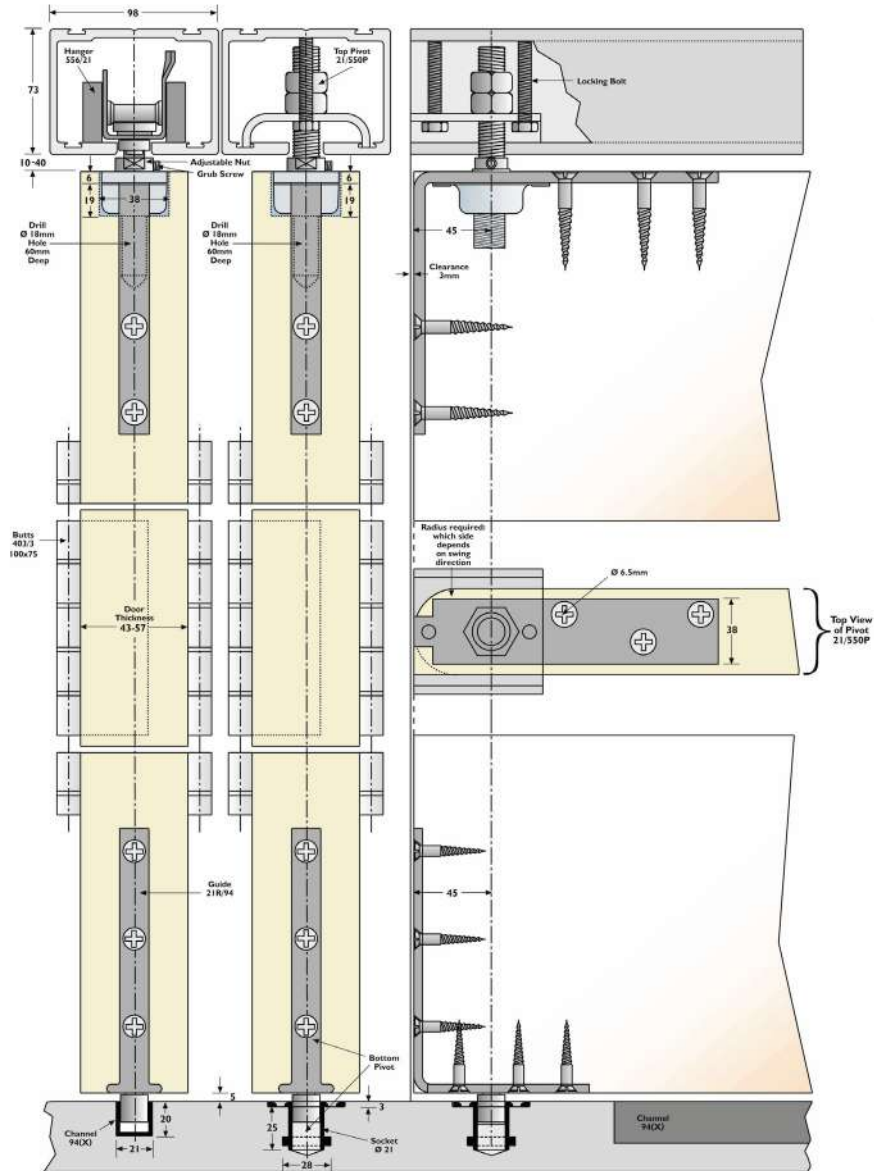 98
Hanger
556/21
73
Top Pivot
21/550P
Locking Bolt
10-40
Adjustable Nut
Grub Screw
6
19
38
6
19
Drill
Ø 18mm
Hole
60mm
Deep
Drill
Ø 18mm
Hole
60mm
Deep
45
Clearance
3mm
Butts
403/3
100x75
Door
Thickness
43-57
Radius required:
which side
depends
on swing
direction
Ø 6.5mm
38
Top View
of Pivot
21/550P
Guide
21R/94
45
Bottom
Pivot
5
3
Channel
94(X)
20
21
25
Socket
Ø 21
28
Channel
94(X)